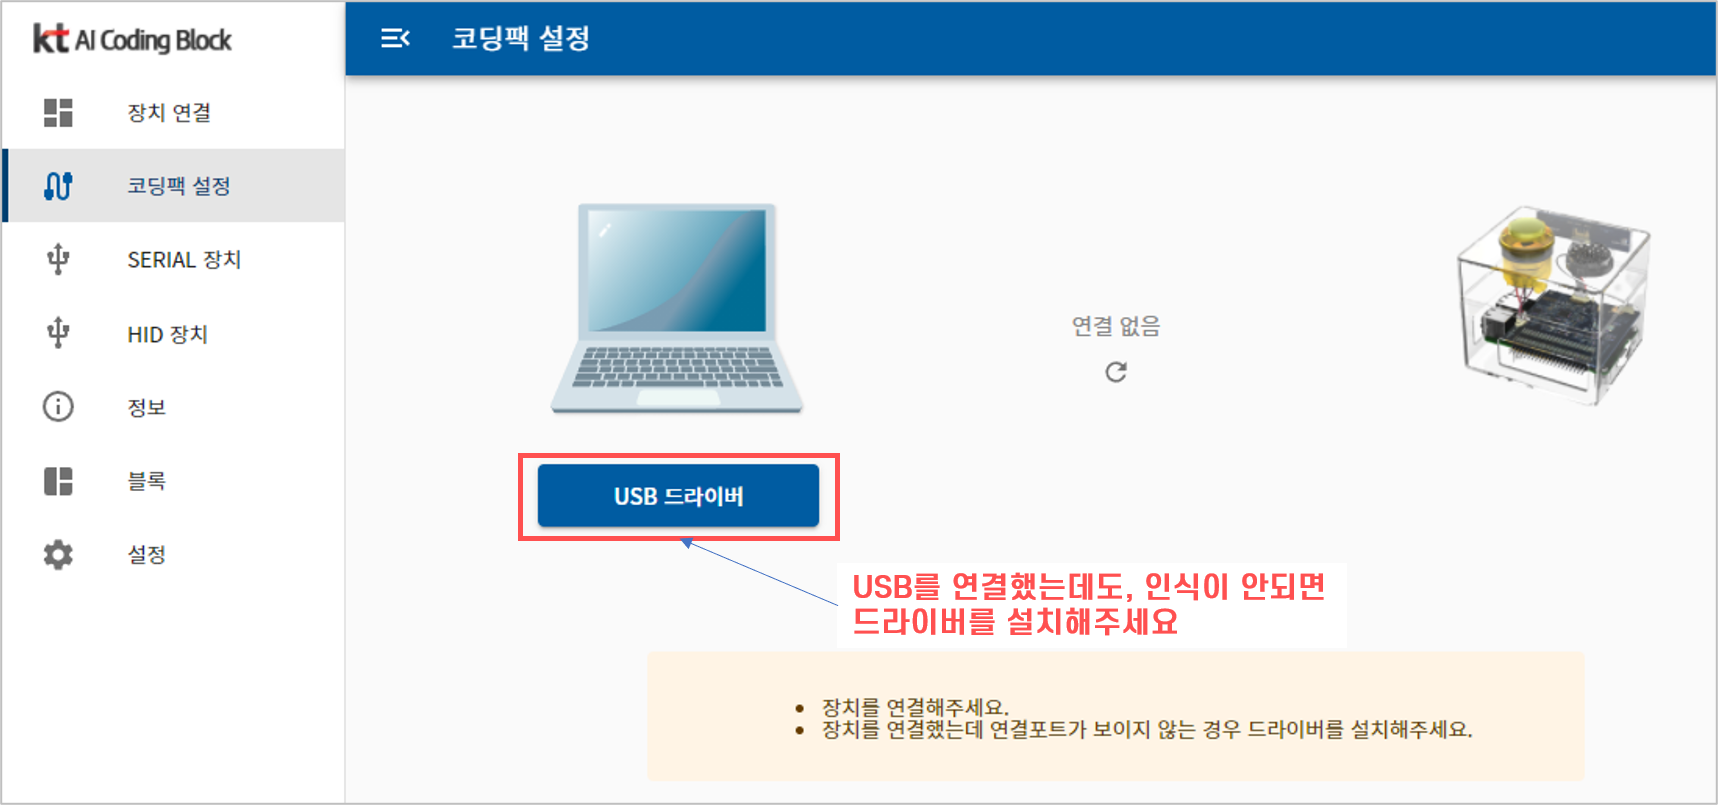 kt AI Coding Block
코딩팩 설정
장치 연결
코딩팩 설정
SERIAL 장치
HID 장치
정보
블록
설정
연결 없음
USB 드라이버
USB를 연결했는데도, 인식이 안되면
드라이버를 설치해주세요
• 장치를 연결해주세요.
• 장치를 연결했는데 연결포트가 보이지 않는 경우 드라이버를 설치해주세요.